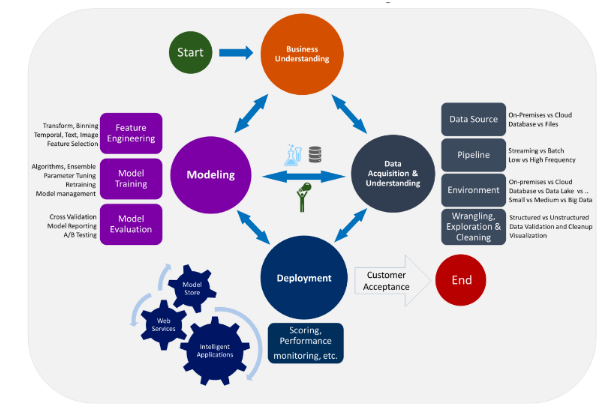 Start
Business
Understanding
Transform, Binning
Temporal, Text, Image
Feature Selection
Feature
Engineering
Algorithms, Ensemble
Parameter Tuning
Retraining
Model management
Model
Training
Cross Validation
Model Reporting
A/B Testing
Model
Evaluation
Modeling
Data
Acquisition &
Understanding
Data Source
On-Premises vs Cloud
Database vs Files
Pipeline
Streaming vs Batch
Low vs High Frequency
Environment
On-premises vs Cloud
Database vs Data Lake vs ..
Small vs Medium vs Big Data
Wrangling,
Exploration &
Cleaning
Structured vs Unstructured
Data Validation and Cleanup
Visualization
Deployment
Customer
Acceptance
End
Scoring,
Performance
monitoring, etc.
Model
Store
Web
Services
Intelligent
Applications